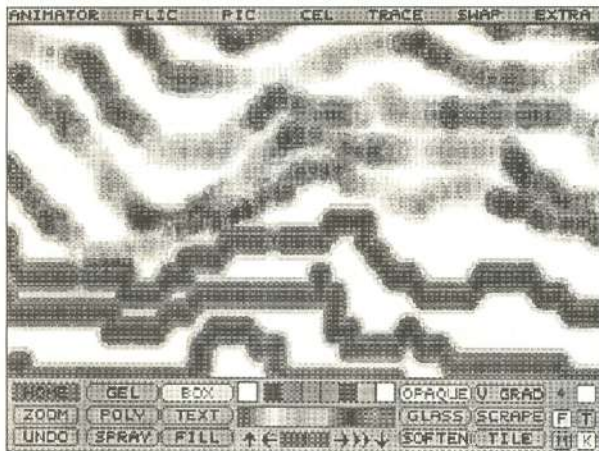 ANIMATOR FLIC PIC CEL TRACE SWAP EXTRA
HOME GEL BOX OPAQUE V GRAD
ZOOM POLY TEXT GLASS SCRAPE F T
UNDO SPRAY FILL SOFTEN TILE M K